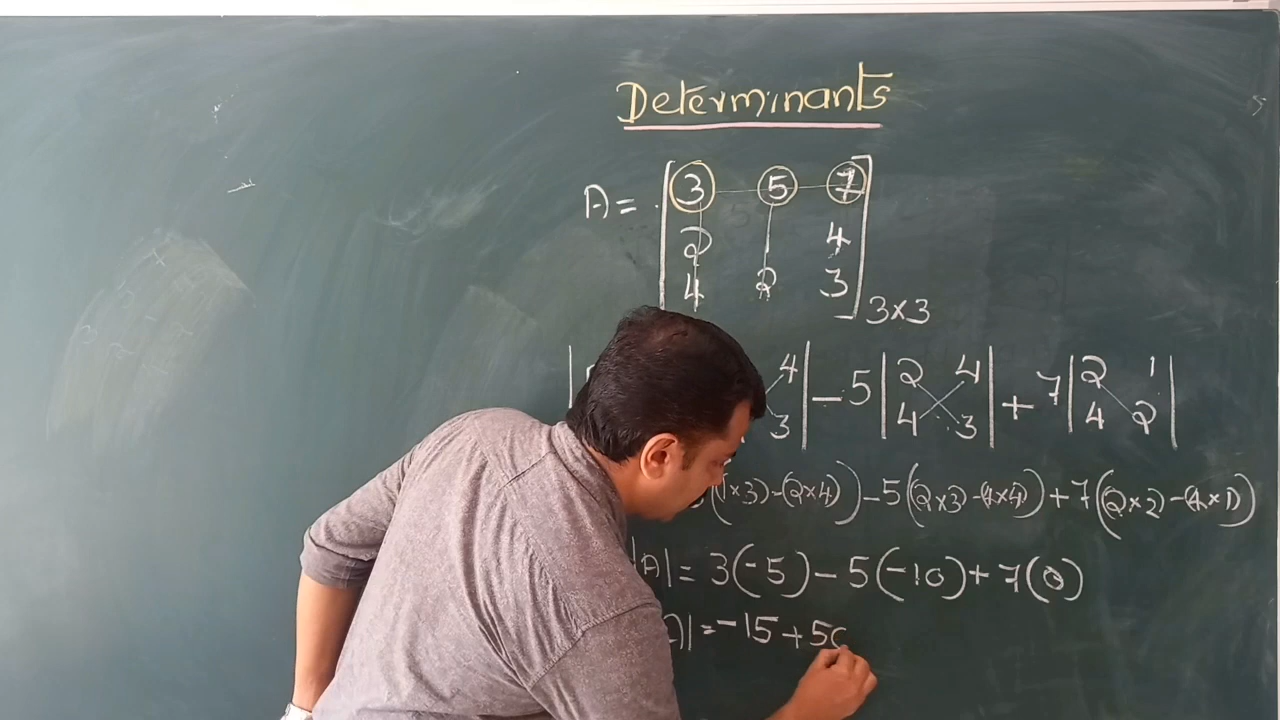 Determinants
A = [ 3 5 7
2 1 4
4 2 3 ] 3×3
| 4 3 | − 5 | 2 4 4 3 | + 7 | 2 1 4 2 |
((1×3)-(2×4)) − 5 (2×3) - (4×4)) + 7 ((2×2) - (4×1))
|A| = 3(-5) − 5(-10) + 7(0)
A| = -15 + 50